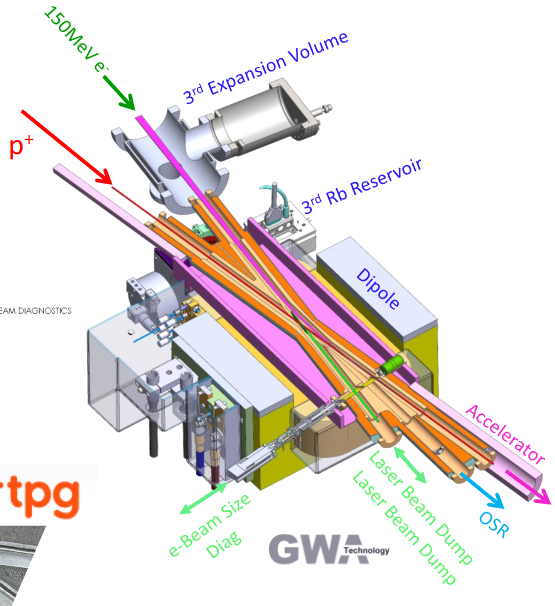 150MeV e-
3rd Expansion Volume
p+
3rd Rb Reservoir
Dipole
EAM DIAGNOSTICS
Accelerator
rtpg
Laser Beam Dump
Laser Beam Dump
OSR
e-Beam Size
Diag
GWA Technology